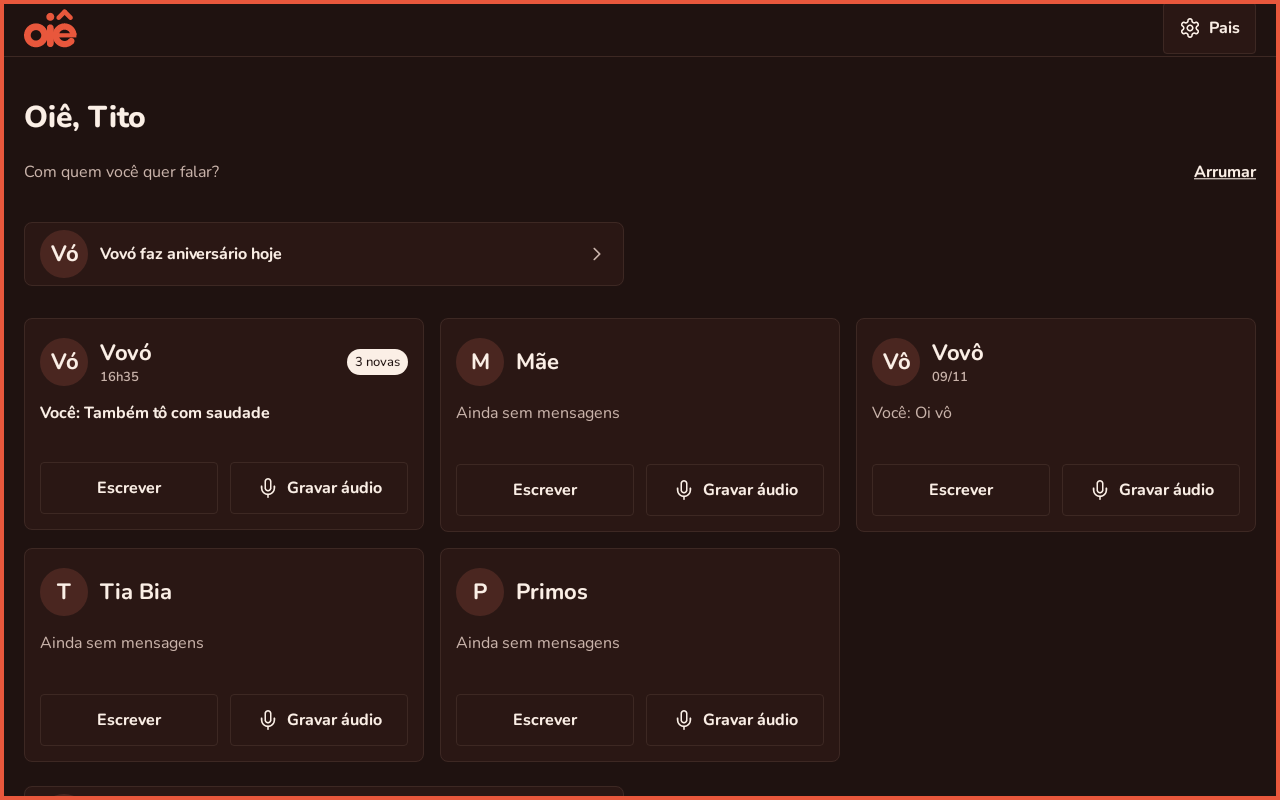 oiê
Pais
Oiê, Tito
Com quem você quer falar?
Arrumar
Vó
Vovó faz aniversário hoje
Vó
Vovó
16h35
3 novas
Você: Também tô com saudade
Escrever
Gravar áudio
M
Mãe
Ainda sem mensagens
Escrever
Gravar áudio
Vô
Vovô
09/11
Você: Oi vô
Escrever
Gravar áudio
T
Tia Bia
Ainda sem mensagens
Escrever
Gravar áudio
P
Primos
Ainda sem mensagens
Escrever
Gravar áudio